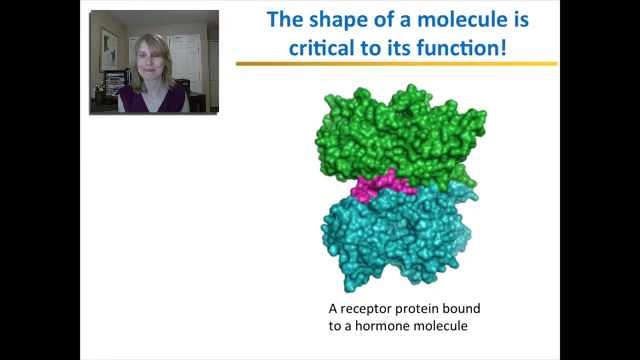 The shape of a molecule is
critical to its function!
A receptor protein bound
to a hormone molecule